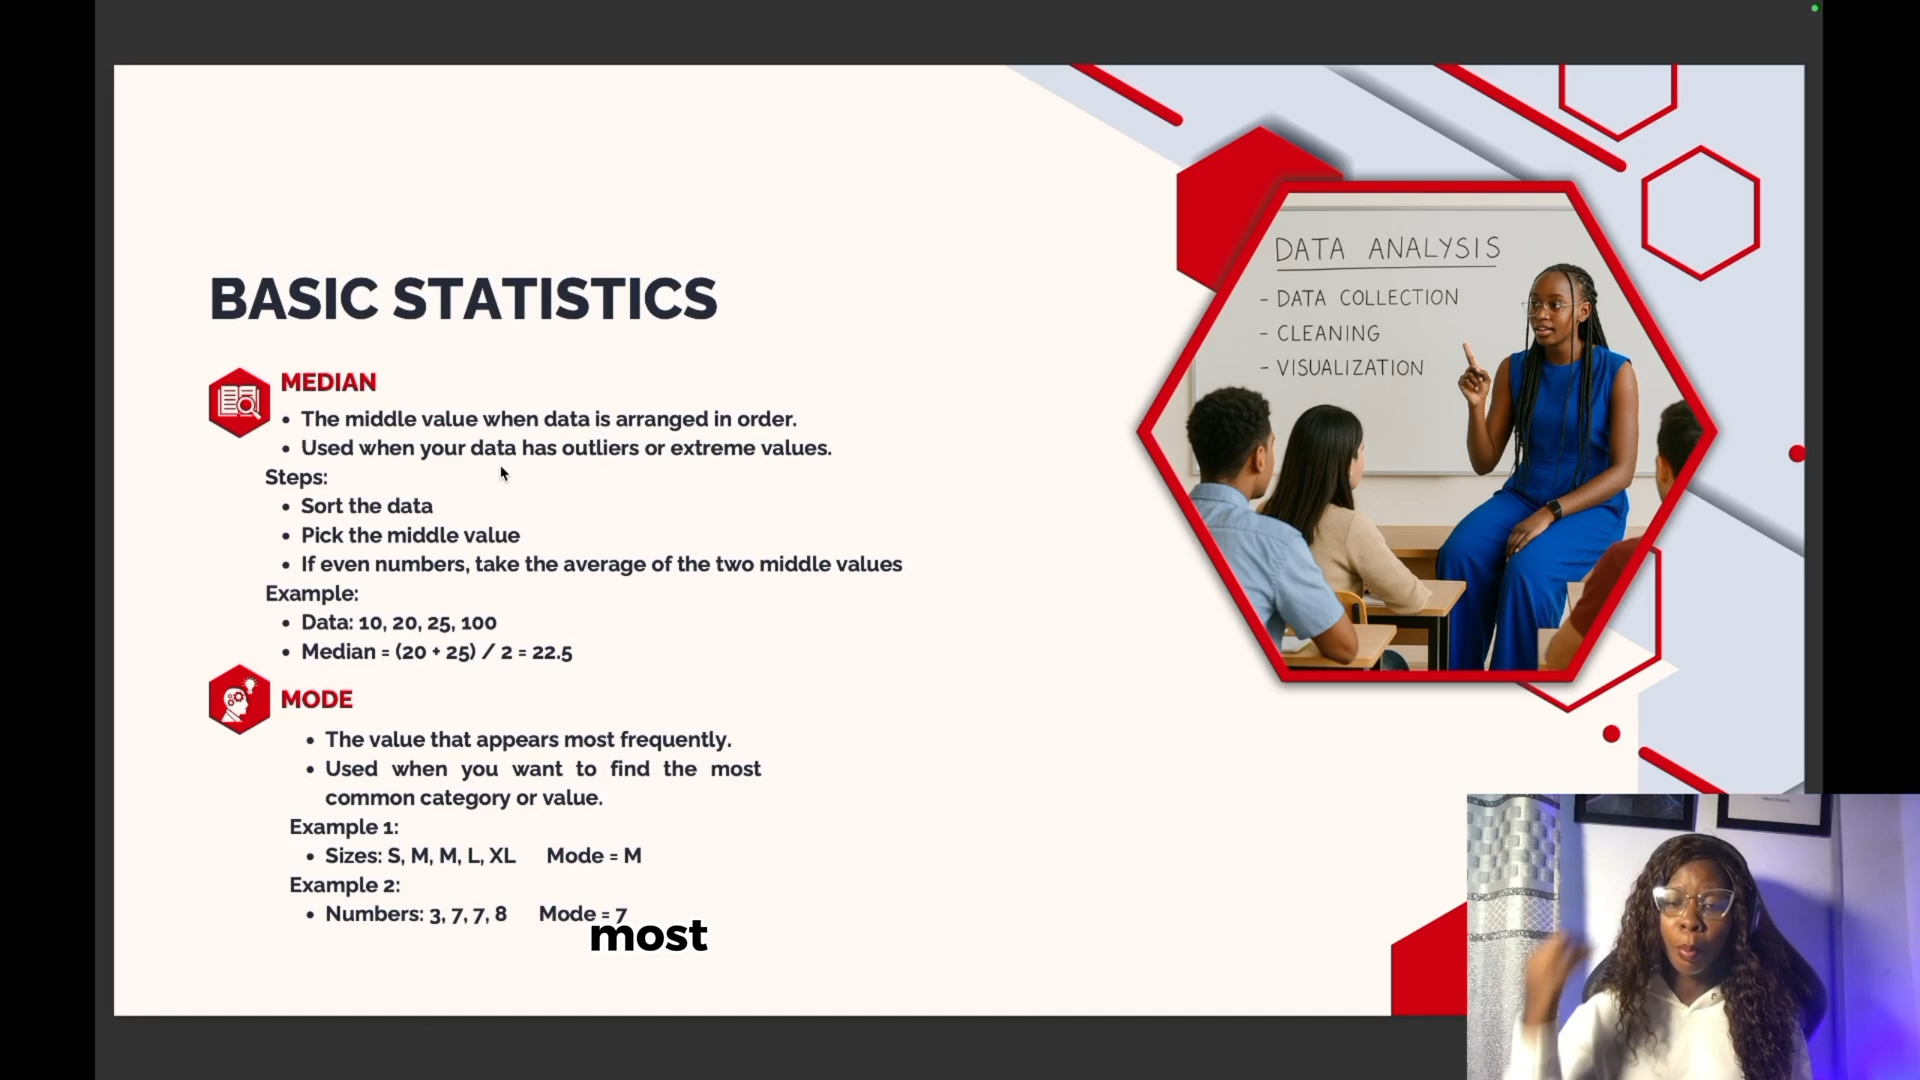 BASIC STATISTICS
MEDIAN
• The middle value when data is arranged in order.
• Used when your data has outliers or extreme values.
Steps:
• Sort the data
• Pick the middle value
• If even numbers, take the average of the two middle values
Example:
• Data: 10, 20, 25, 100
• Median = (20 + 25) / 2 = 22.5
MODE
• The value that appears most frequently.
• Used when you want to find the most
common category or value.
Example 1:
• Sizes: S, M, M, L, XL Mode = M
Example 2:
• Numbers: 3, 7, 7, 8 Mode = 7
most
DATA ANALYSIS
- DATA COLLECTION
- CLEANING
- VISUALIZATION